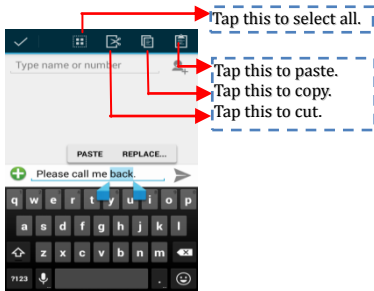 Tap this to select all.
Type name or number
Tap this to paste.
Tap this to copy.
Tap this to cut.
PASTE REPLACE...
Please call me back.
q w e r t y u i o p
a s d f g h j k l
z x c v b n m
?123 .